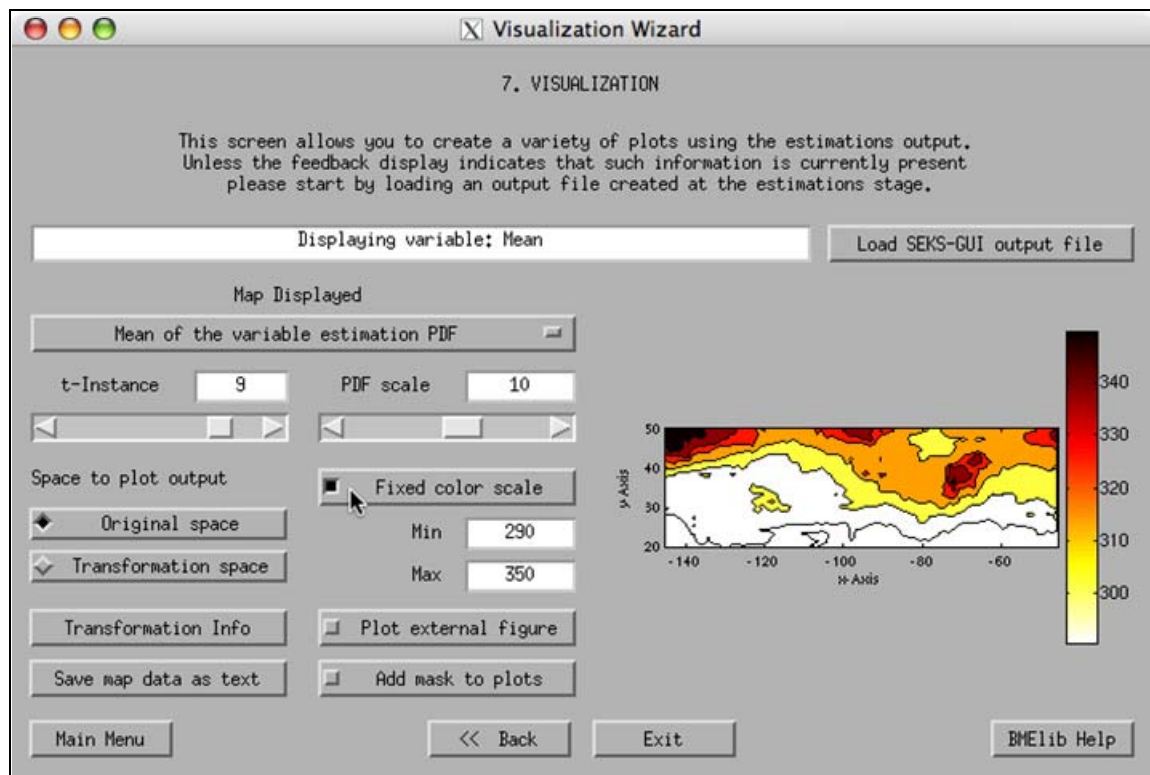 Visualization Wizard
7. VISUALIZATION
This screen allows you to create a variety of plots using the estimations output.
Unless the feedback display indicates that such information is currently present
please start by loading an output file created at the estimations stage.
Displaying variable: Mean
Load SEKS-GUI output file
Map Displayed
Mean of the variable estimation PDF
t-Instance 9
PDF scale 10
Space to plot output
Original space
Transformation space
Fixed color scale
Min 290
Max 350
Transformation Info
Plot external figure
Save map data as text
Add mask to plots
50
40
30
20
y-Axis
-140 -120 -100 -80 -60
x-Axis
340
330
320
310
300
Main Menu
<< Back
Exit
BMElib Help